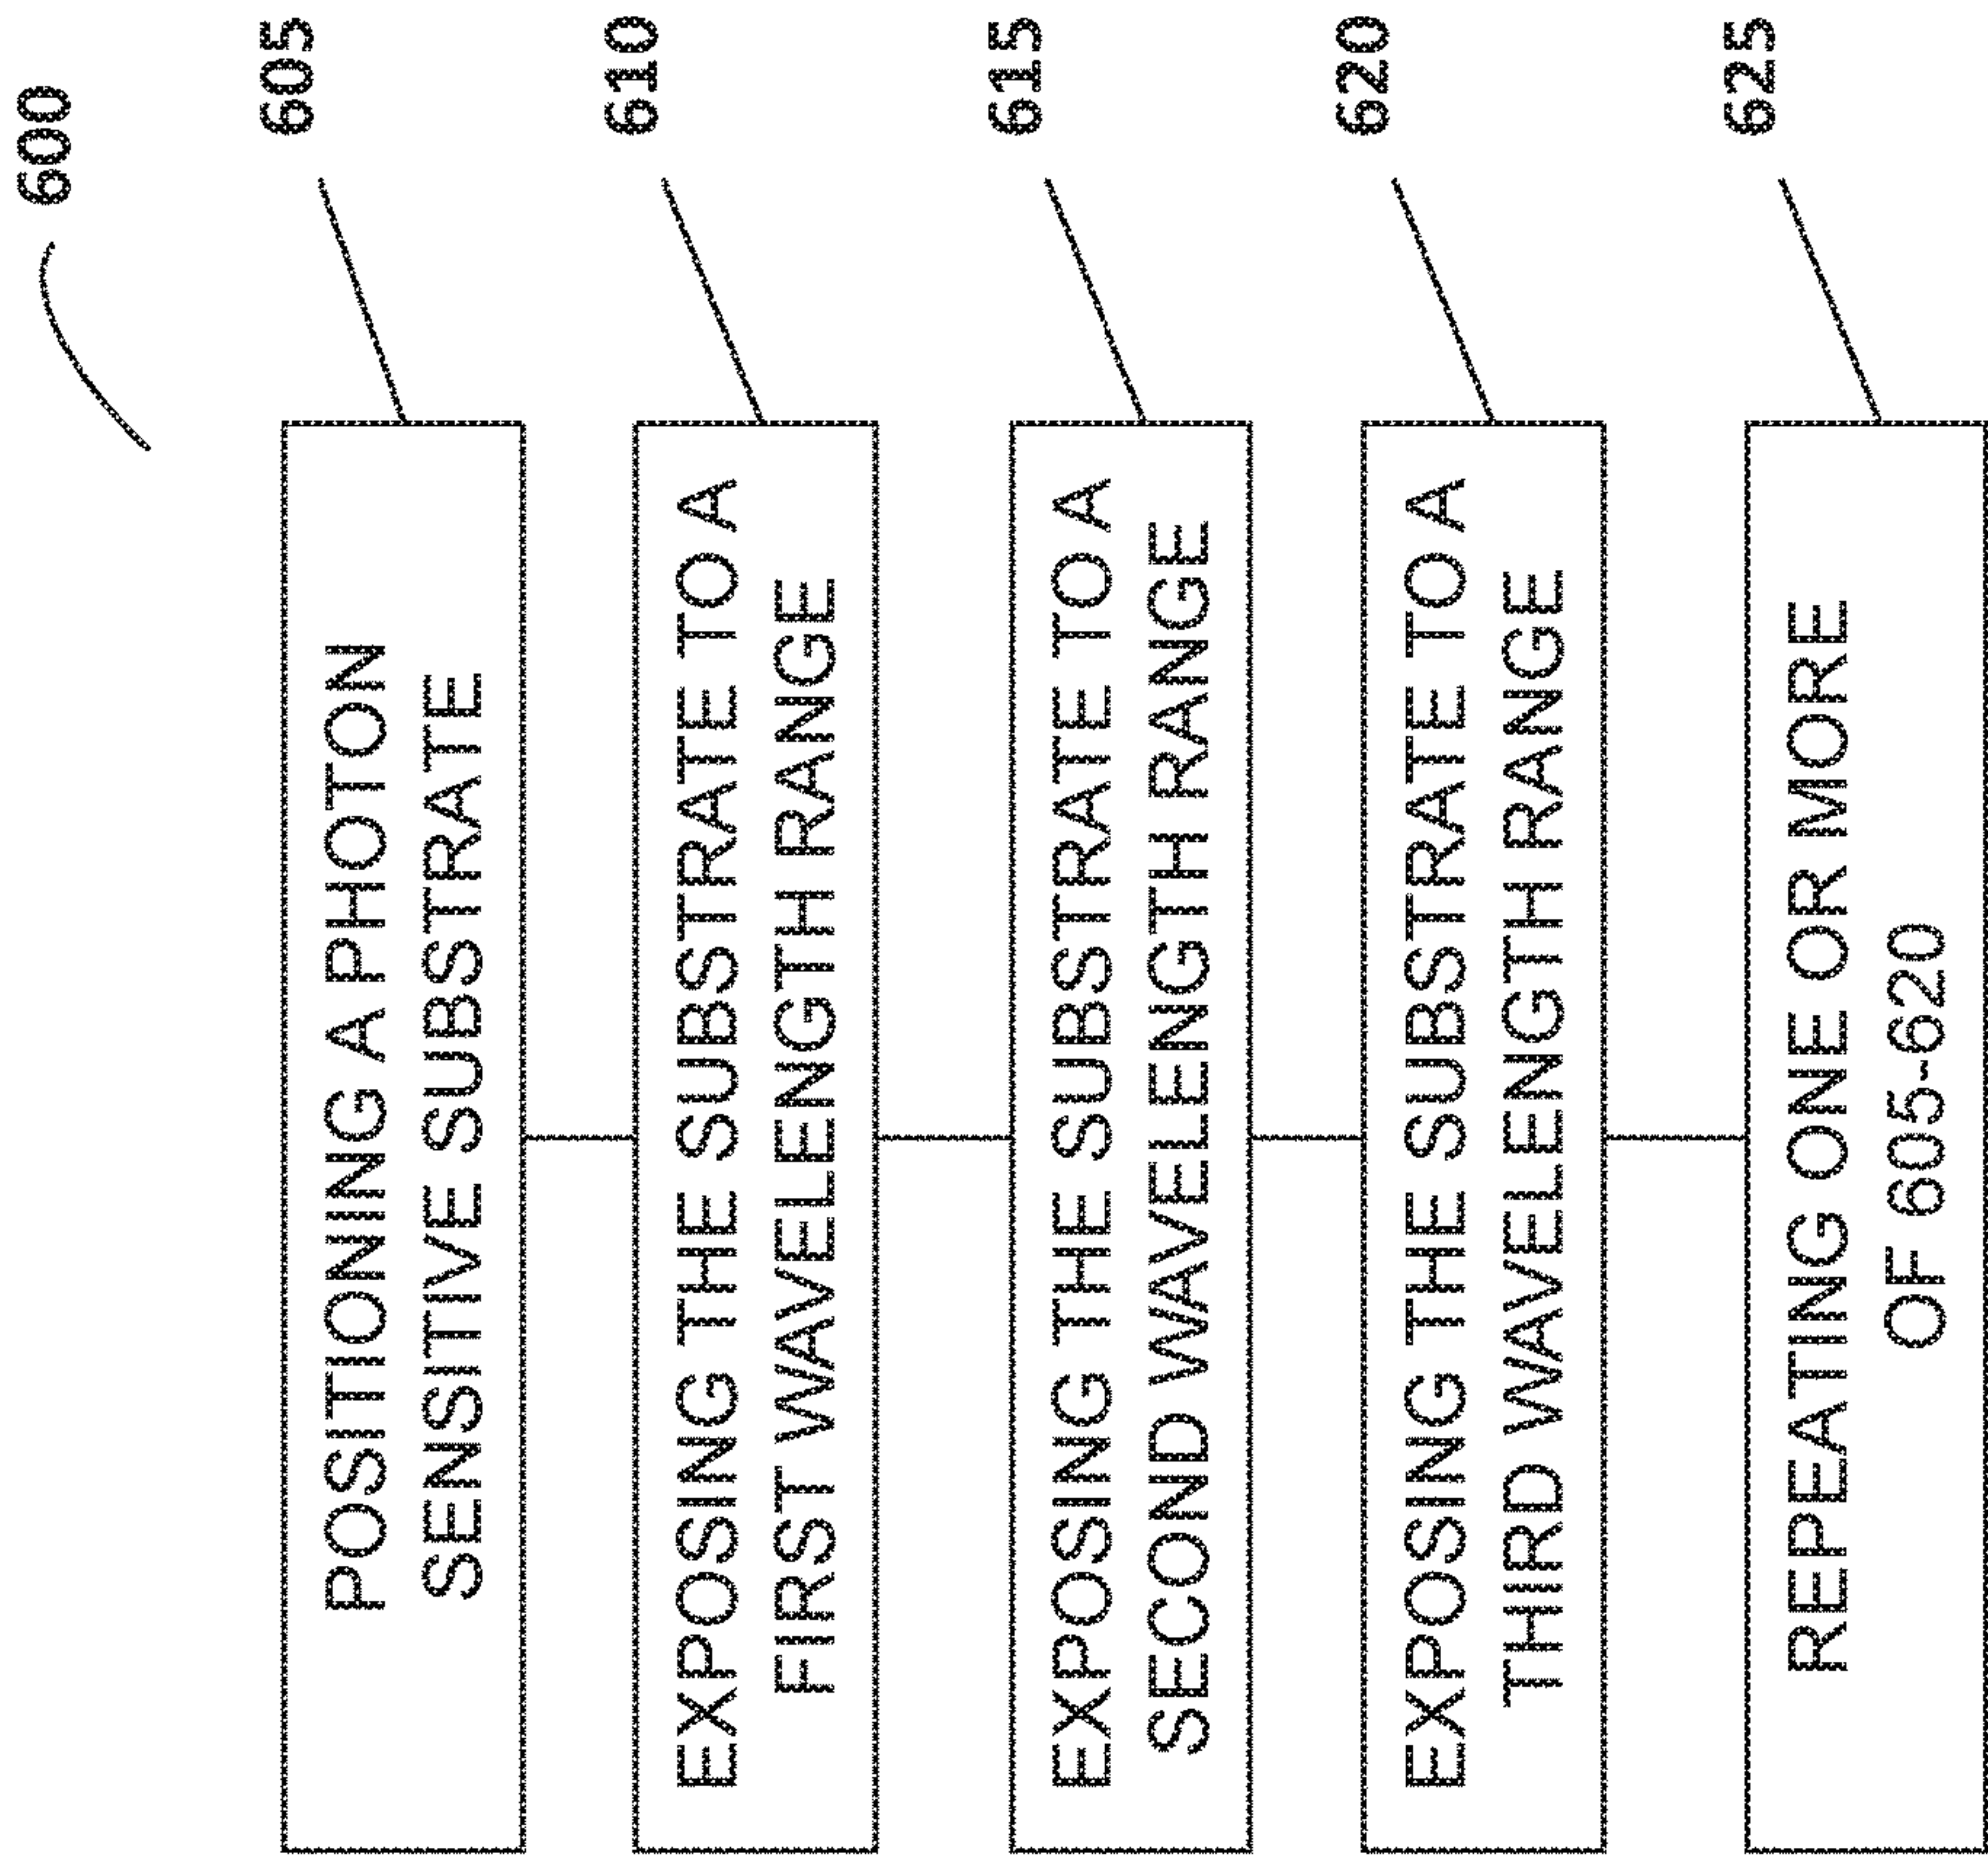 600
605
POSITIONING A PHOTON
SENSITIVE SUBSTRATE
610
EXPOSING THE SUBSTRATE TO A
FIRST WAVELENGTH RANGE
615
EXPOSING THE SUBSTRATE TO A
SECOND WAVELENGTH RANGE
620
EXPOSING THE SUBSTRATE TO A
THIRD WAVELENGTH RANGE
625
REPEATING ONE OR MORE
OF 605-620